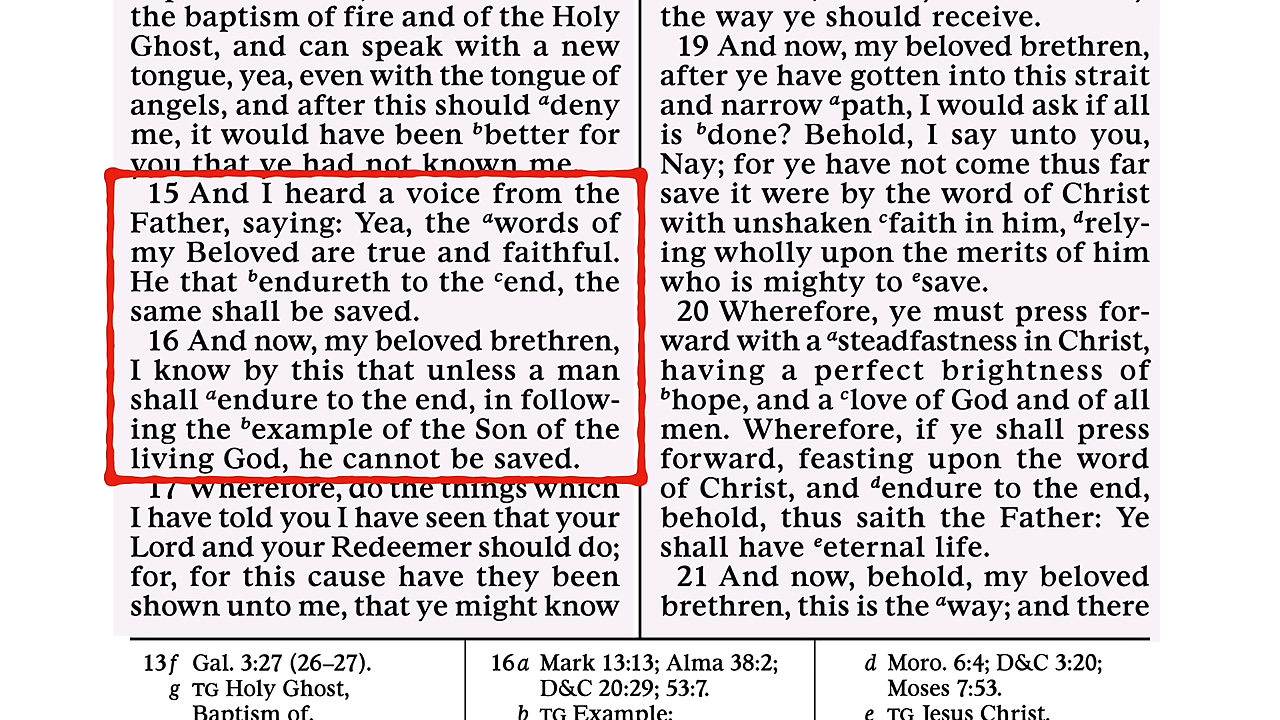 the baptism of fire and of the Holy
Ghost, and can speak with a new
tongue, yea, even with the tongue of
angels, and after this should adeny
me, it would have been bbetter for
you that ye had not known me.
15 And I heard a voice from the
Father, saying: Yea, the awords of
my Beloved are true and faithful.
He that bendureth to the cend, the
same shall be saved.
16 And now, my beloved brethren,
I know by this that unless a man
shall aendure to the end, in follow-
ing the bexample of the Son of the
living God, he cannot be saved.
17 Wherefore, do the things which
I have told you I have seen that your
Lord and your Redeemer should do;
for, for this cause have they been
shown unto me, that ye might know
the way ye should receive.
19 And now, my beloved brethren,
after ye have gotten into this strait
and narrow apath, I would ask if all
is bdone? Behold, I say unto you,
Nay; for ye have not come thus far
save it were by the word of Christ
with unshaken cfaith in him, drely-
ing wholly upon the merits of him
who is mighty to esave.
20 Wherefore, ye must press for-
ward with a asteadfastness in Christ,
having a perfect brightness of
bhope, and a clove of God and of all
men. Wherefore, if ye shall press
forward, feasting upon the word
of Christ, and dendure to the end,
behold, thus saith the Father: Ye
shall have eeternal life.
21 And now, behold, my beloved
brethren, this is the away; and there
13f Gal. 3:27 (26–27).
g TG Holy Ghost,
Baptism of.
16a Mark 13:13; Alma 38:2;
D&C 20:29; 53:7.
b TG Example;
d Moro. 6:4; D&C 3:20;
Moses 7:53.
e TG Jesus Christ,